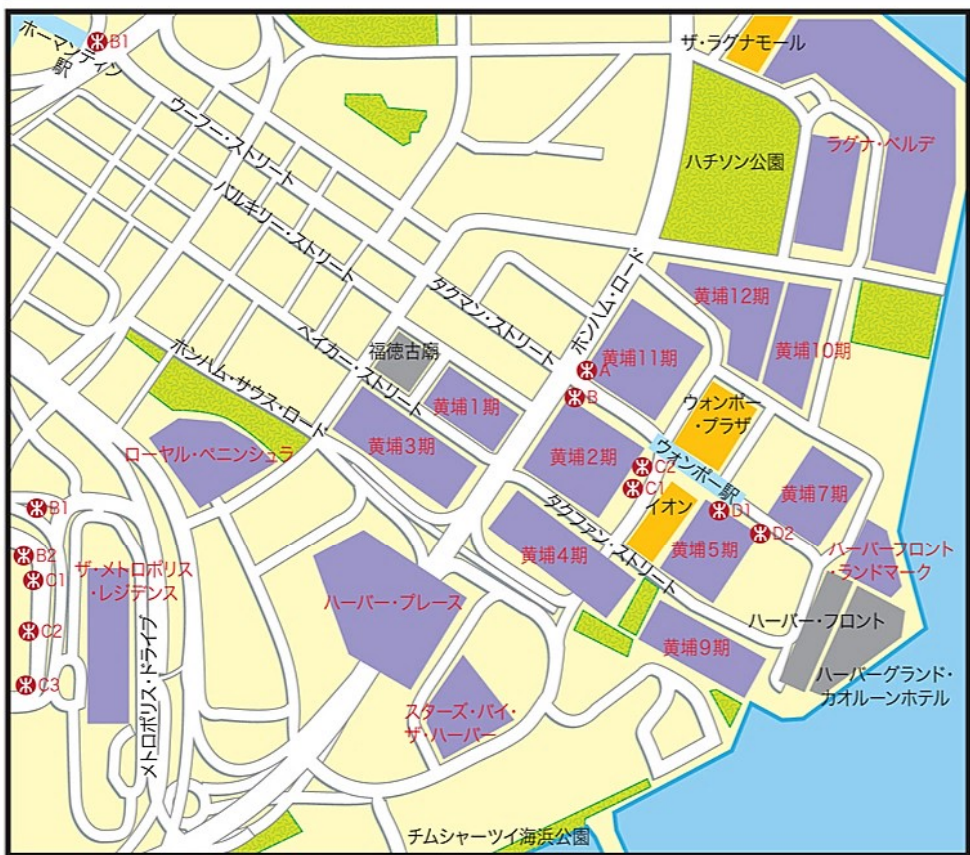 ホーマンティン
駅
B1
ザ・ラグナモール
ウーフー・ストリート
ラグナ・ベルデ
ハチソン公園
バルキリー・ストリート
ホンハム・ロード
タクマン・ストリート
黄埔12期
黄埔11期
黄埔10期
福徳古廟
ベイカー・ストリート
ホンハム・サウス・ロード
A
B
黄埔1期
ウォンポー
・プラザ
黄埔3期
ローヤル・ペニンシュラ
黄埔2期
ウォンポー駅
C2
C1
イオン
黄埔7期
D1
D2
B1
タクファン・ストリート
黄埔4期
黄埔5期
ハーバーフロント
・ランドマーク
B2
C1
ザ・メトロポリス
・レジデンス
ハーバー・プレース
C2
ハーバー・フロント
黄埔9期
C3
メトロポリス・ドライブ
スターズ・バイ・
ザ・ハーバー
ハーバーグランド・
カオルーンホテル
チムシャーツイ海浜公園